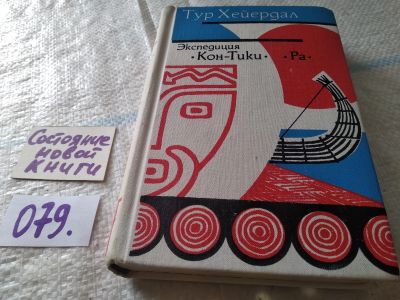 Тур Хейердал
Экспедиция
·Кон-Тики· ·Ра·
Состояние
новой
книги
079.